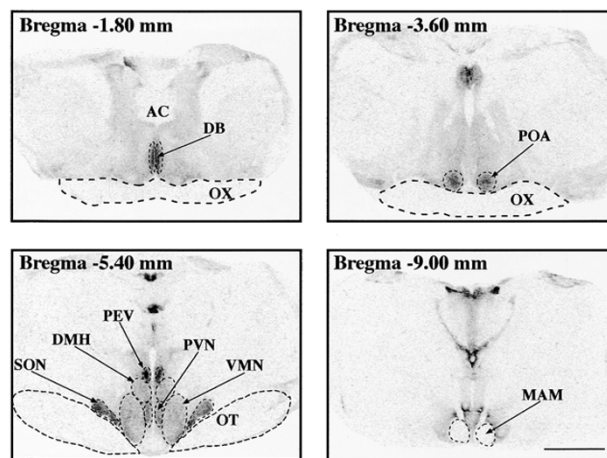 Bregma -1.80 mm
AC
DB
OX
Bregma -3.60 mm
POA
OX
Bregma -5.40 mm
PEV
DMH
PVN
SON
VMN
OT
Bregma -9.00 mm
MAM